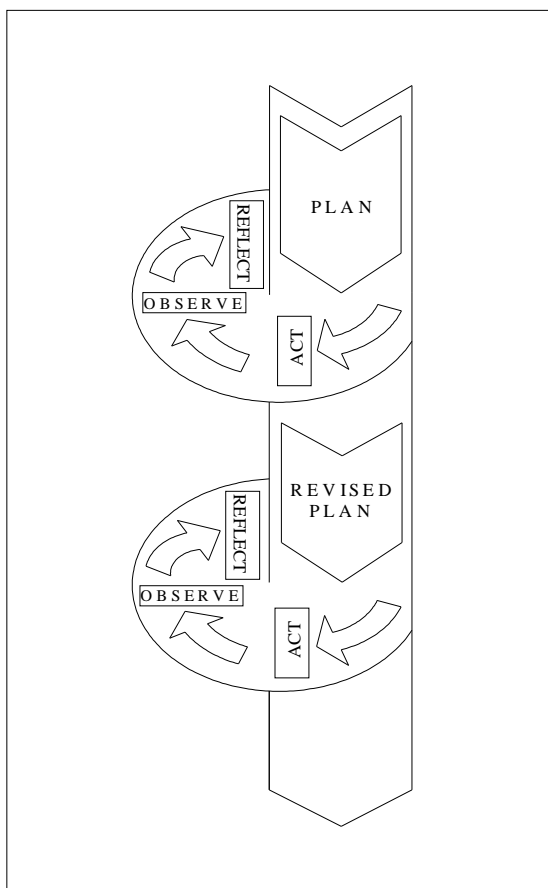 PLAN
ACT
OBSERVE
REFLECT
REVISED
PLAN
ACT
OBSERVE
REFLECT